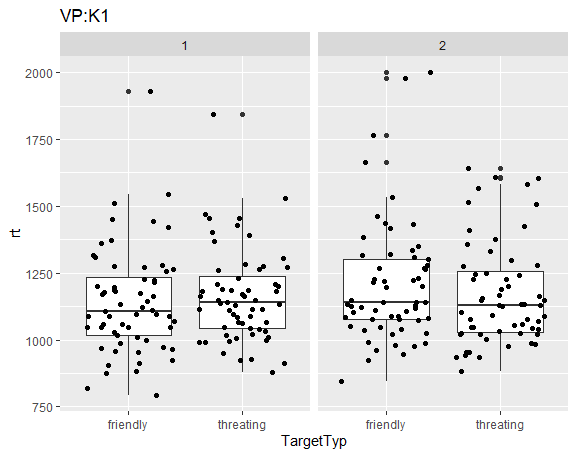 VP:K1
1 2
rt
2000
1750
1500
1250
1000
750
friendly threating friendly threating
TargetTyp